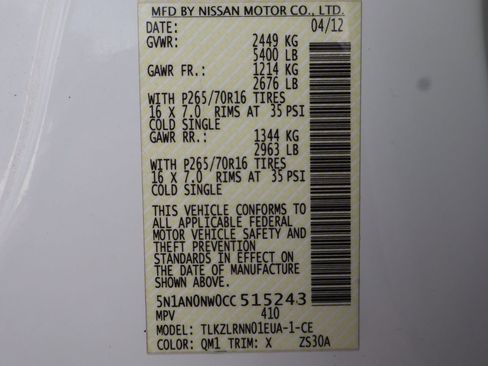 MFD BY NISSAN MOTOR CO., LTD.
DATE: 04/12
GVWR: 2449 KG
5400 LB
GAWR FR.: 1214 KG
2676 LB
WITH P265/70R16 TIRES
16 X 7.0 RIMS AT 35 PSI
COLD SINGLE
GAWR RR.: 1344 KG
2963 LB
WITH P265/70R16 TIRES
16 X 7.0 RIMS AT 35 PSI
COLD SINGLE
THIS VEHICLE CONFORMS TO
ALL APPLICABLE FEDERAL
MOTOR VEHICLE SAFETY AND
THEFT PREVENTION
STANDARDS IN EFFECT ON
THE DATE OF MANUFACTURE
SHOWN ABOVE.
5N1AN0NW0CC 515243
MPV 410
MODEL: TLKZLRNN01EUA-1-CE
COLOR: QM1 TRIM: X ZS30A